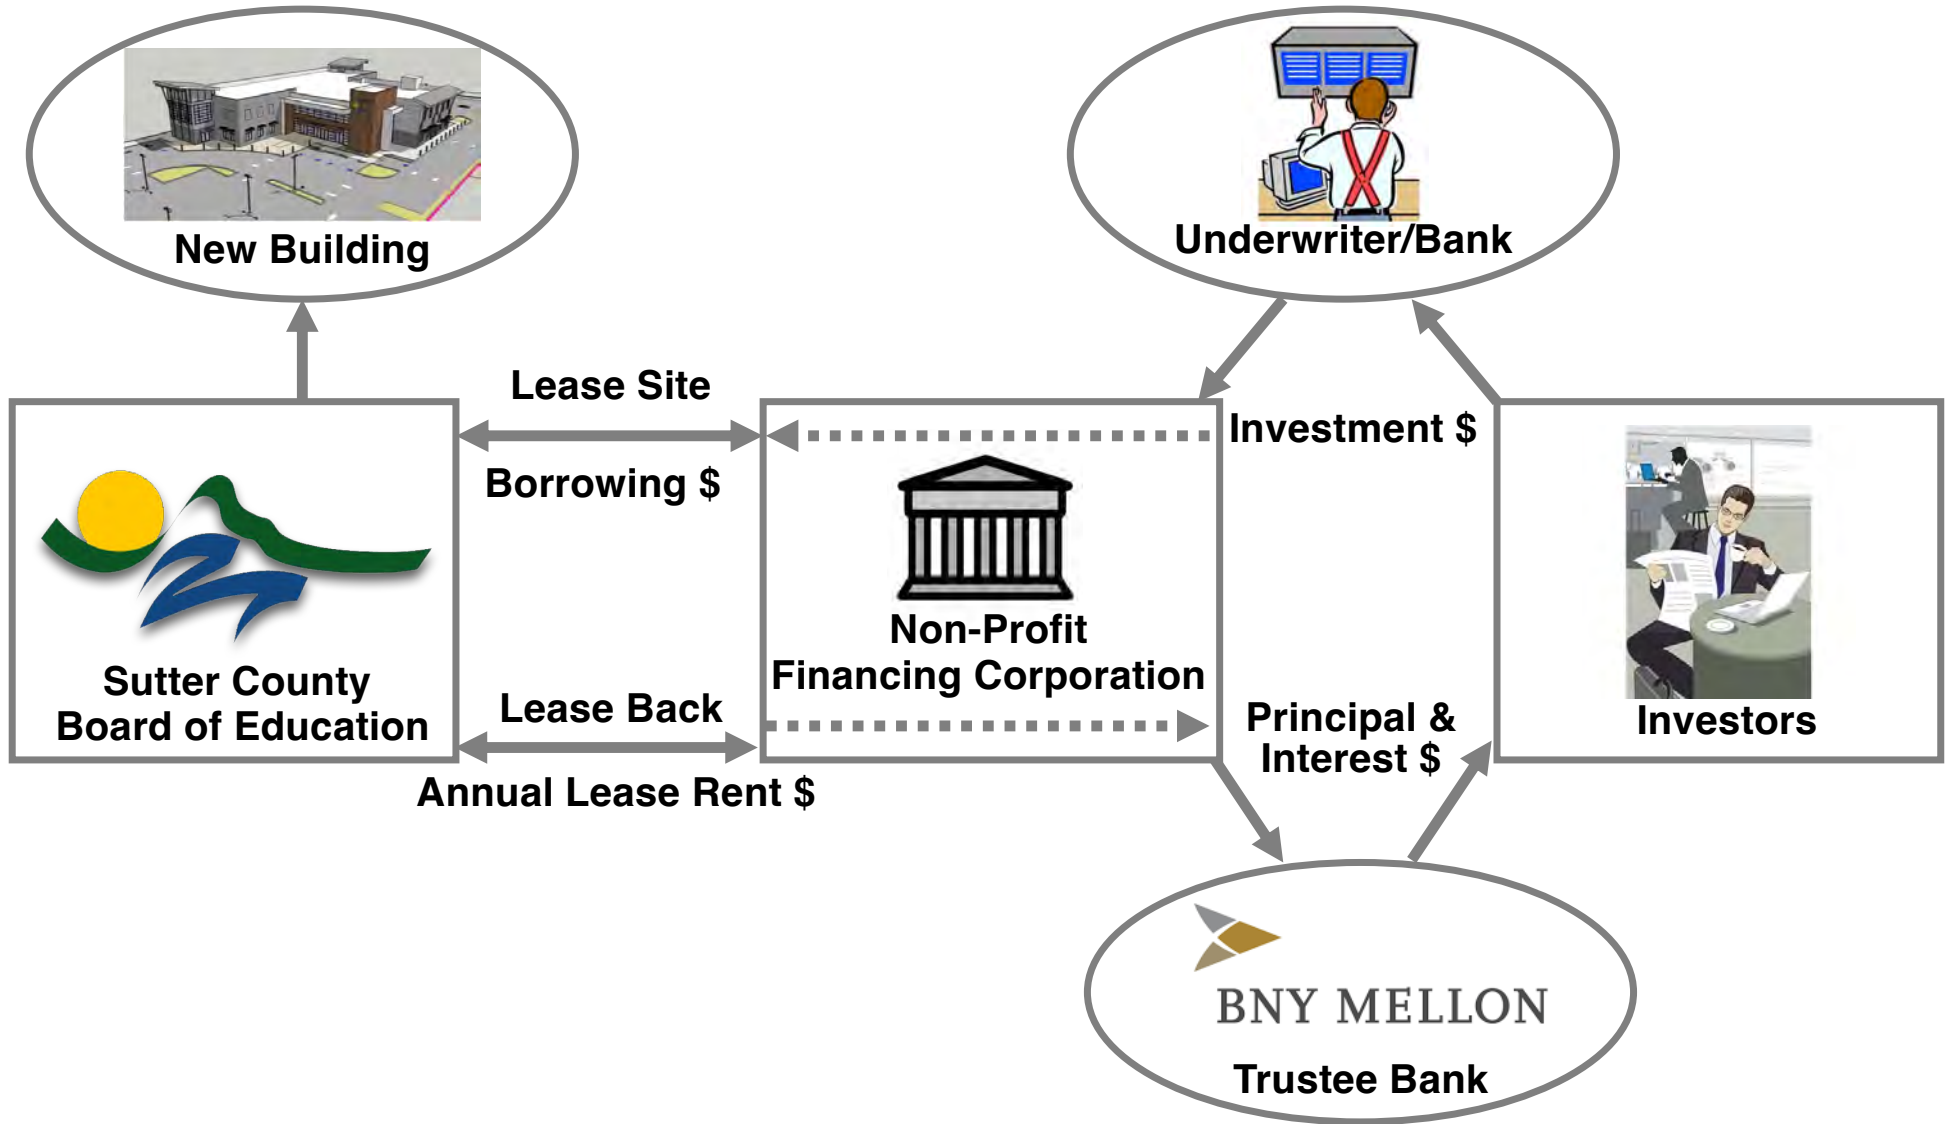 New Building
Underwriter/Bank
Lease Site
Borrowing $
Investment $
Non-Profit
Financing Corporation
Sutter County
Board of Education
Lease Back
Annual Lease Rent $
Principal &
Interest $
Investors
BNY MELLON
Trustee Bank